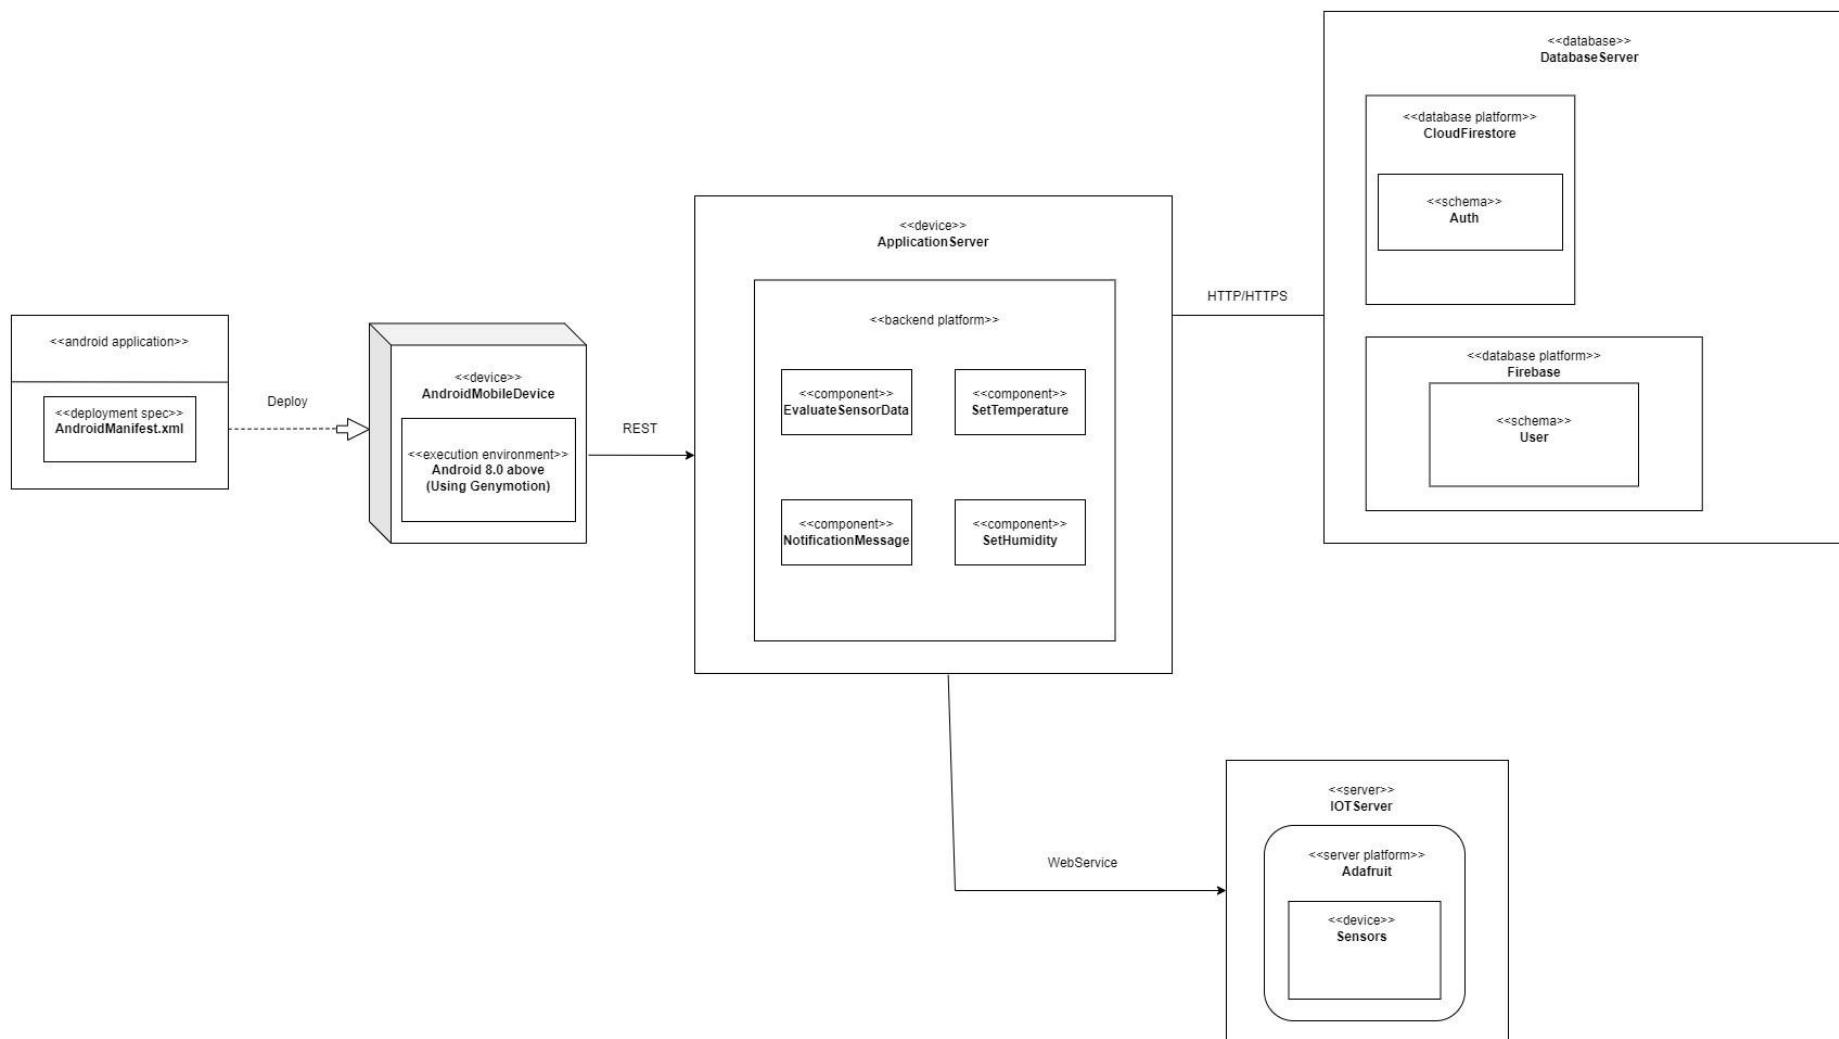 <<android application>>
<<deployment spec>>
AndroidManifest.xml
Deploy
<<device>>
AndroidMobileDevice
<<execution environment>>
Android 8.0 above
(Using Genymotion)
REST
<<device>>
ApplicationServer
<<backend platform>>
<<component>>
EvaluateSensorData
<<component>>
SetTemperature
<<component>>
NotificationMessage
<<component>>
SetHumidity
HTTP/HTTPS
<<database>>
DatabaseServer
<<database platform>>
CloudFirestore
<<schema>>
Auth
<<database platform>>
Firebase
<<schema>>
User
WebService
<<server>>
IOTServer
<<server platform>>
Adafruit
<<device>>
Sensors